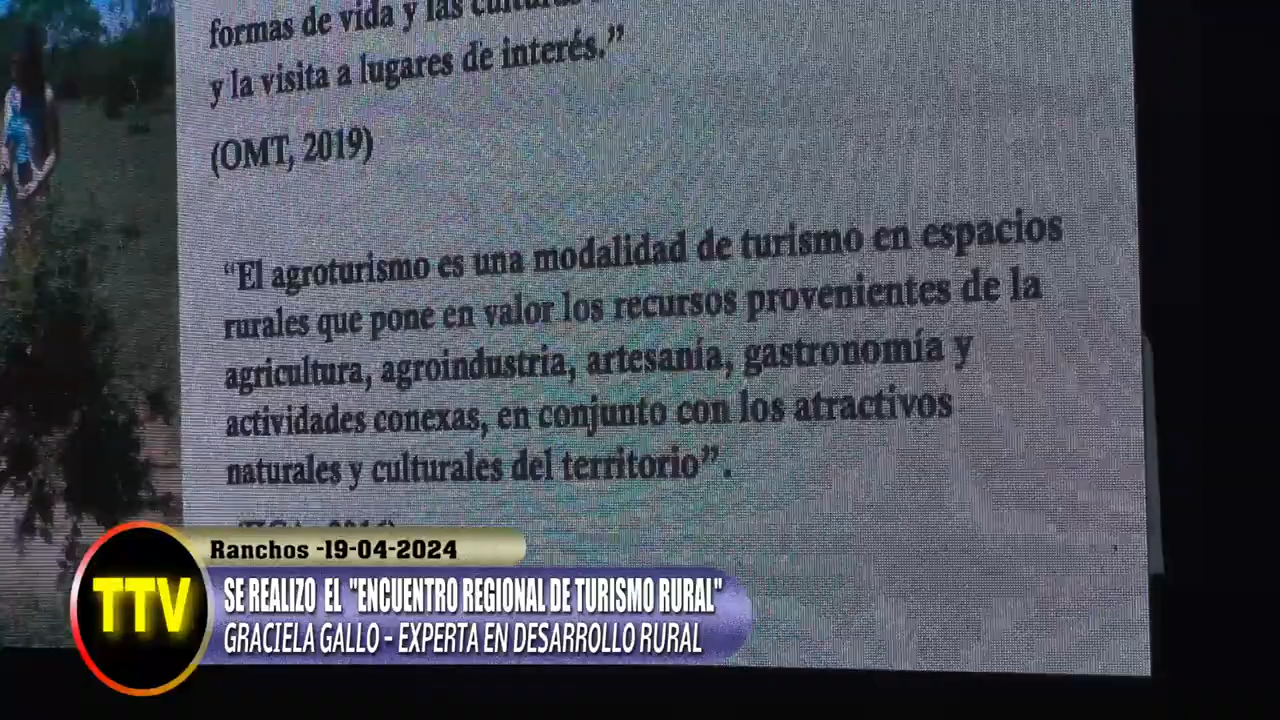 formas de vida y las
y la visita a lugares de interés.”
(OMT, 2019)
“El agroturismo es una modalidad de turismo en espacios
rurales que pone en valor los recursos provenientes de la
agricultura, agroindustria, artesanía, gastronomía y
actividades conexas, en conjunto con los atractivos
naturales y culturales del territorio”.
Ranchos -19-04-2024
TTV
SE REALIZO EL "ENCUENTRO REGIONAL DE TURISMO RURAL"
GRACIELA GALLO - EXPERTA EN DESARROLLO RURAL